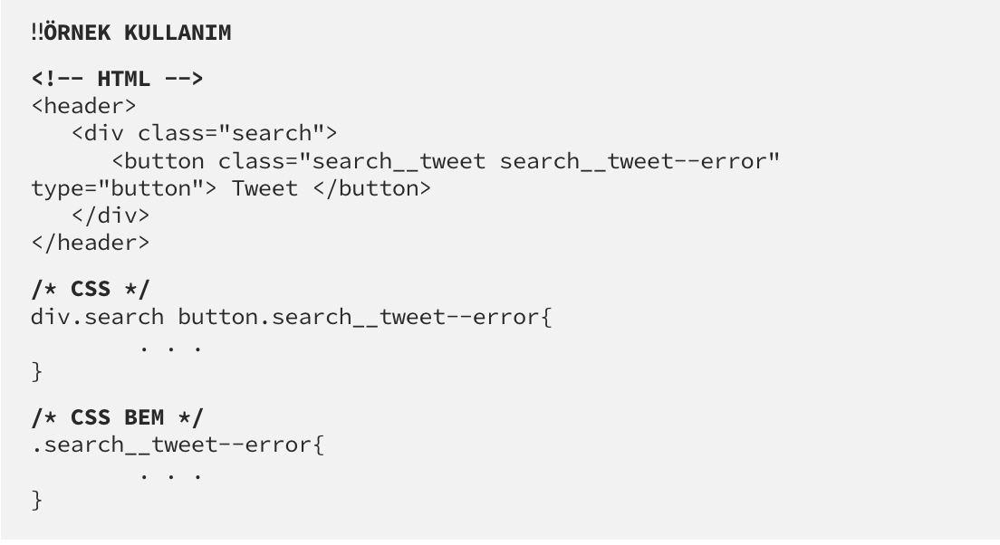 ‼ÖRNEK KULLANIM
<!-- HTML -->
<header>
   <div class="search">
      <button class="search__tweet search__tweet--error"
type="button"> Tweet </button>
   </div>
</header>
/* CSS */
div.search button.search__tweet--error{
        . . .
}
/* CSS BEM */
.search__tweet--error{
        . . .
}